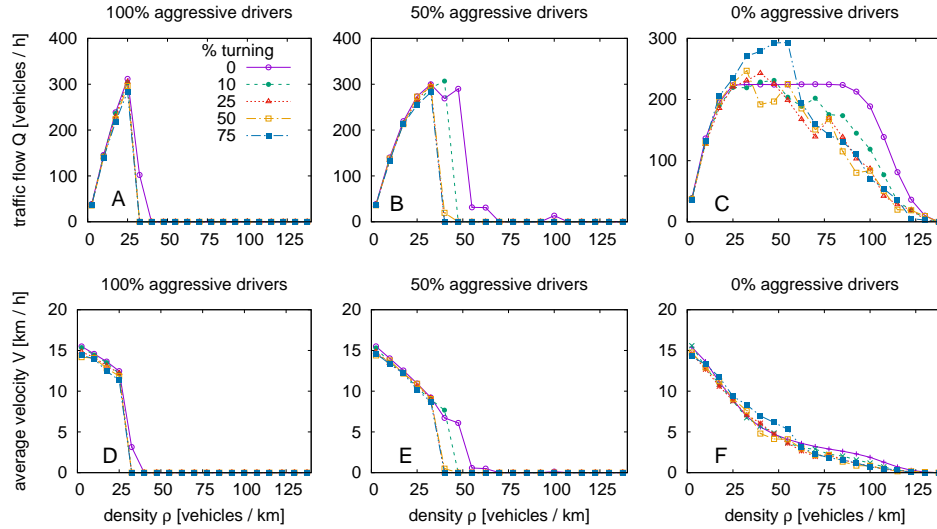 100% aggressive drivers
50% aggressive drivers
0% aggressive drivers
traffic flow Q [vehicles / h]
400
300
200
100
0
% turning
0
10
25
50
75
A
0 25 50 75 100 125
400
300
200
100
0
B
0 25 50 75 100 125
300
200
100
0
C
0 25 50 75 100 125
100% aggressive drivers
50% aggressive drivers
0% aggressive drivers
average velocity V [km / h]
20
15
10
5
0
D
0 25 50 75 100 125
density ρ [vehicles / km]
20
15
10
5
0
E
0 25 50 75 100 125
density ρ [vehicles / km]
20
15
10
5
0
F
0 25 50 75 100 125
density ρ [vehicles / km]